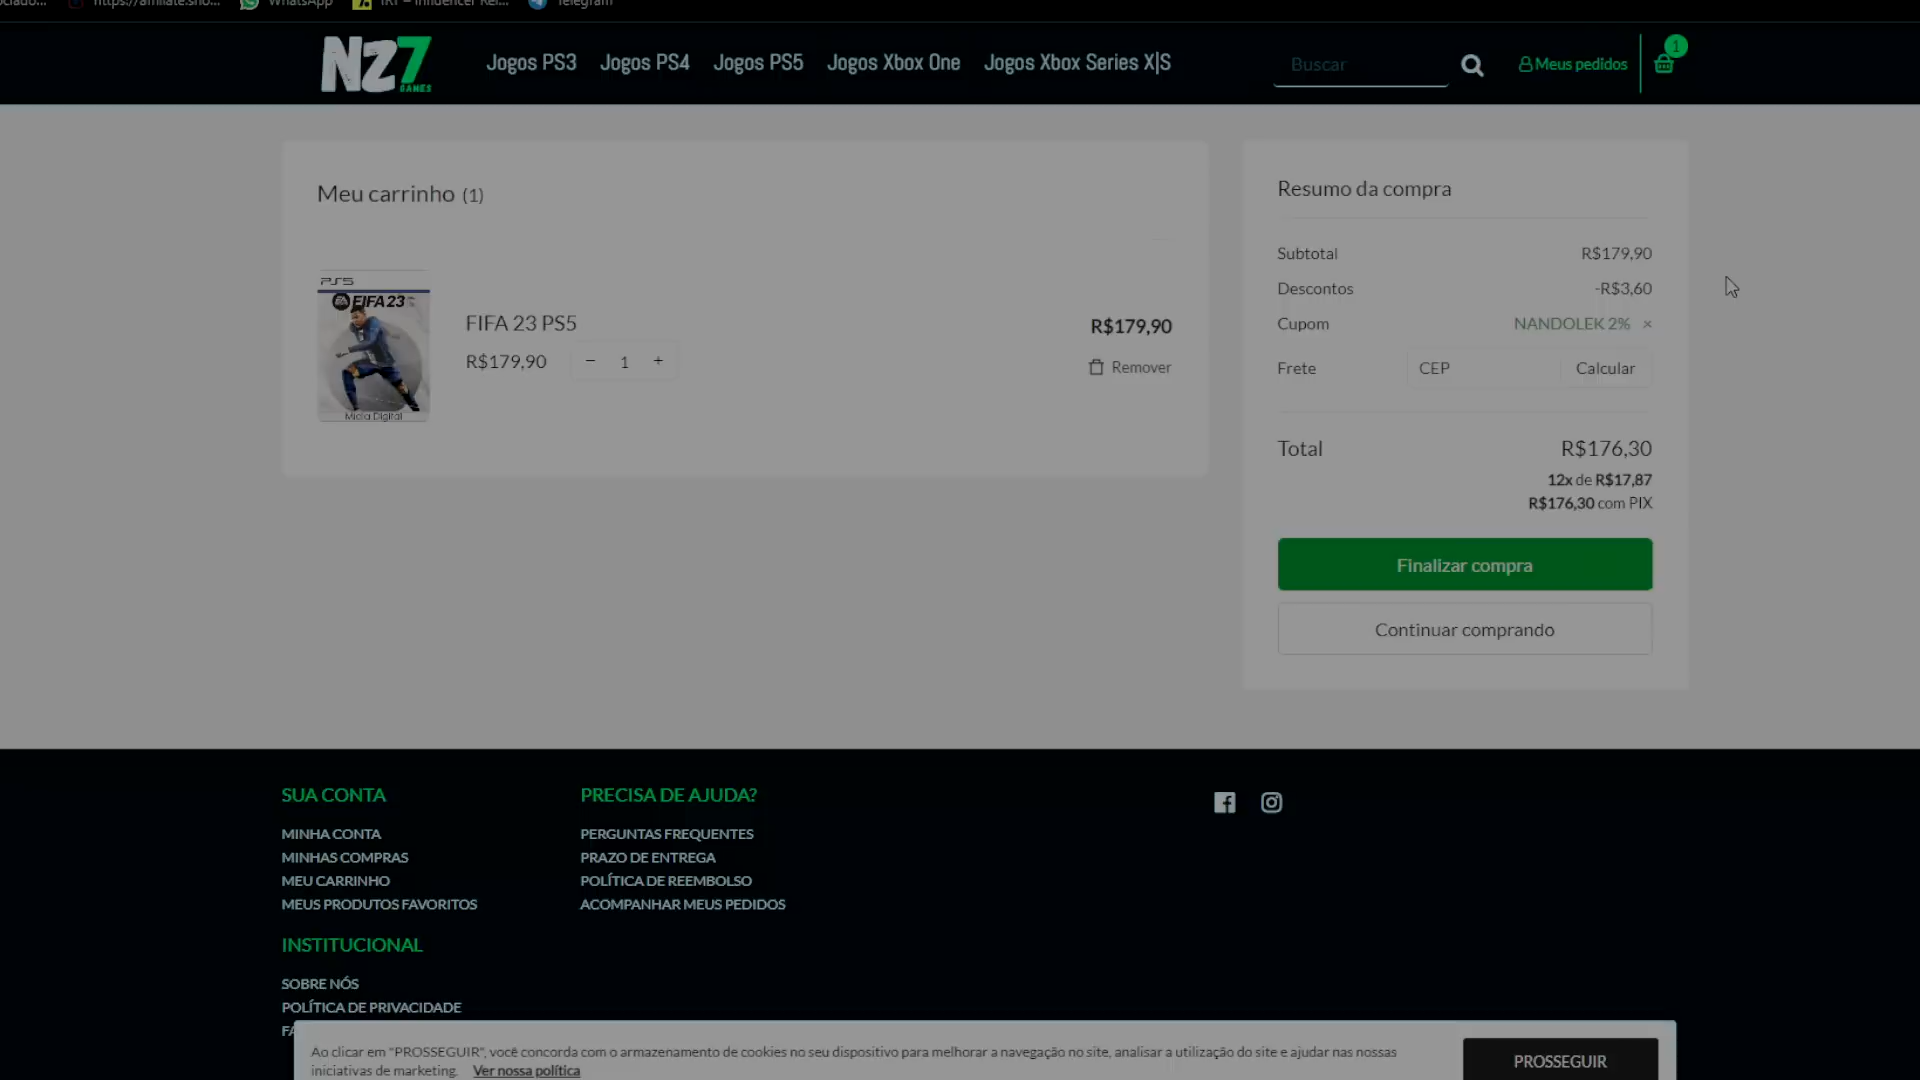 https://affiliate.sho...
WhatsApp
Telegram
NZ7
GAMES
Jogos PS3
Jogos PS4
Jogos PS5
Jogos Xbox One
Jogos Xbox Series X|S
Buscar
Meus pedidos
1
Meu carrinho (1)
PS5
EA FIFA 23
Mídia Digital
FIFA 23 PS5
R$179,90 − 1 +
R$179,90
Remover
Resumo da compra
Subtotal R$179,90
Descontos -R$3,60
Cupom NANDOLEK 2% ×
Frete CEP Calcular
Total R$176,30
12x de R$17,87
R$176,30 com PIX
Finalizar compra
Continuar comprando
SUA CONTA
MINHA CONTA
MINHAS COMPRAS
MEU CARRINHO
MEUS PRODUTOS FAVORITOS
PRECISA DE AJUDA?
PERGUNTAS FREQUENTES
PRAZO DE ENTREGA
POLÍTICA DE REEMBOLSO
ACOMPANHAR MEUS PEDIDOS
INSTITUCIONAL
SOBRE NÓS
POLÍTICA DE PRIVACIDADE
Ao clicar em "PROSSEGUIR", você concorda com o armazenamento de cookies no seu dispositivo para melhorar a navegação no site, analisar a utilização do site e ajudar nas nossas
iniciativas de marketing. Ver nossa política
PROSSEGUIR